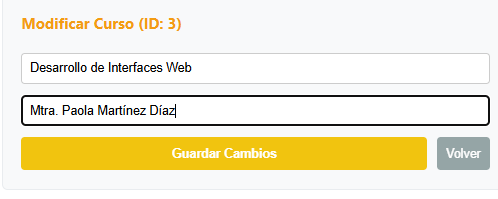 Modificar Curso (ID: 3)
Desarrollo de Interfaces Web
Mtra. Paola Martínez Díaz
Guardar Cambios Volver